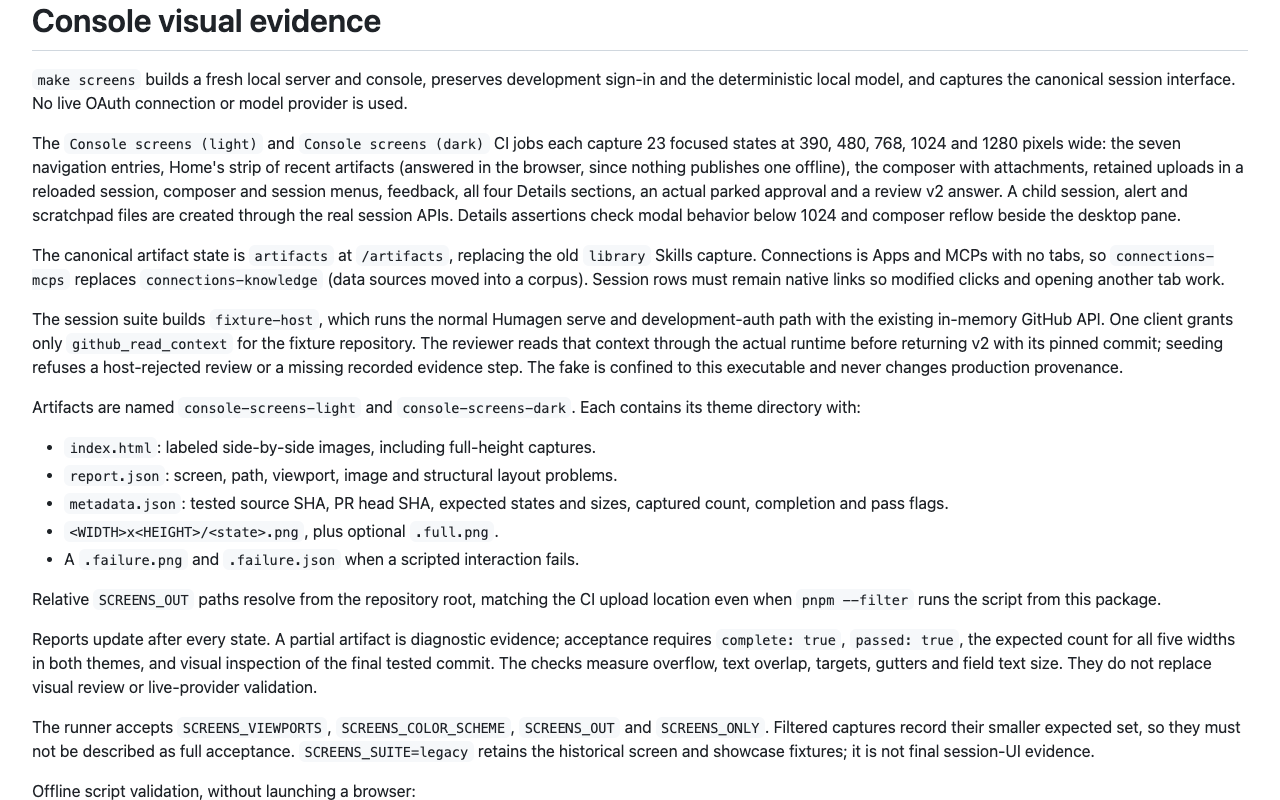 Console visual evidence
make screens builds a fresh local server and console, preserves development sign-in and the deterministic local model, and captures the canonical session interface.
No live OAuth connection or model provider is used.
The Console screens (light) and Console screens (dark) CI jobs each capture 23 focused states at 390, 480, 768, 1024 and 1280 pixels wide: the seven
navigation entries, Home's strip of recent artifacts (answered in the browser, since nothing publishes one offline), the composer with attachments, retained uploads in a
reloaded session, composer and session menus, feedback, all four Details sections, an actual parked approval and a review v2 answer. A child session, alert and
scratchpad files are created through the real session APIs. Details assertions check modal behavior below 1024 and composer reflow beside the desktop pane.
The canonical artifact state is artifacts at /artifacts, replacing the old library Skills capture. Connections is Apps and MCPs with no tabs, so connections-
mcps replaces connections-knowledge (data sources moved into a corpus). Session rows must remain native links so modified clicks and opening another tab work.
The session suite builds fixture-host, which runs the normal Humagen serve and development-auth path with the existing in-memory GitHub API. One client grants
only github_read_context for the fixture repository. The reviewer reads that context through the actual runtime before returning v2 with its pinned commit; seeding
refuses a host-rejected review or a missing recorded evidence step. The fake is confined to this executable and never changes production provenance.
Artifacts are named console-screens-light and console-screens-dark. Each contains its theme directory with:
• index.html: labeled side-by-side images, including full-height captures.
• report.json: screen, path, viewport, image and structural layout problems.
• metadata.json: tested source SHA, PR head SHA, expected states and sizes, captured count, completion and pass flags.
• <WIDTH>x<HEIGHT>/<state>.png, plus optional .full.png.
• A .failure.png and .failure.json when a scripted interaction fails.
Relative SCREENS_OUT paths resolve from the repository root, matching the CI upload location even when pnpm --filter runs the script from this package.
Reports update after every state. A partial artifact is diagnostic evidence; acceptance requires complete: true, passed: true, the expected count for all five widths
in both themes, and visual inspection of the final tested commit. The checks measure overflow, text overlap, targets, gutters and field text size. They do not replace
visual review or live-provider validation.
The runner accepts SCREENS_VIEWPORTS, SCREENS_COLOR_SCHEME, SCREENS_OUT and SCREENS_ONLY. Filtered captures record their smaller expected set, so they must
not be described as full acceptance. SCREENS_SUITE=legacy retains the historical screen and showcase fixtures; it is not final session-UI evidence.
Offline script validation, without launching a browser: